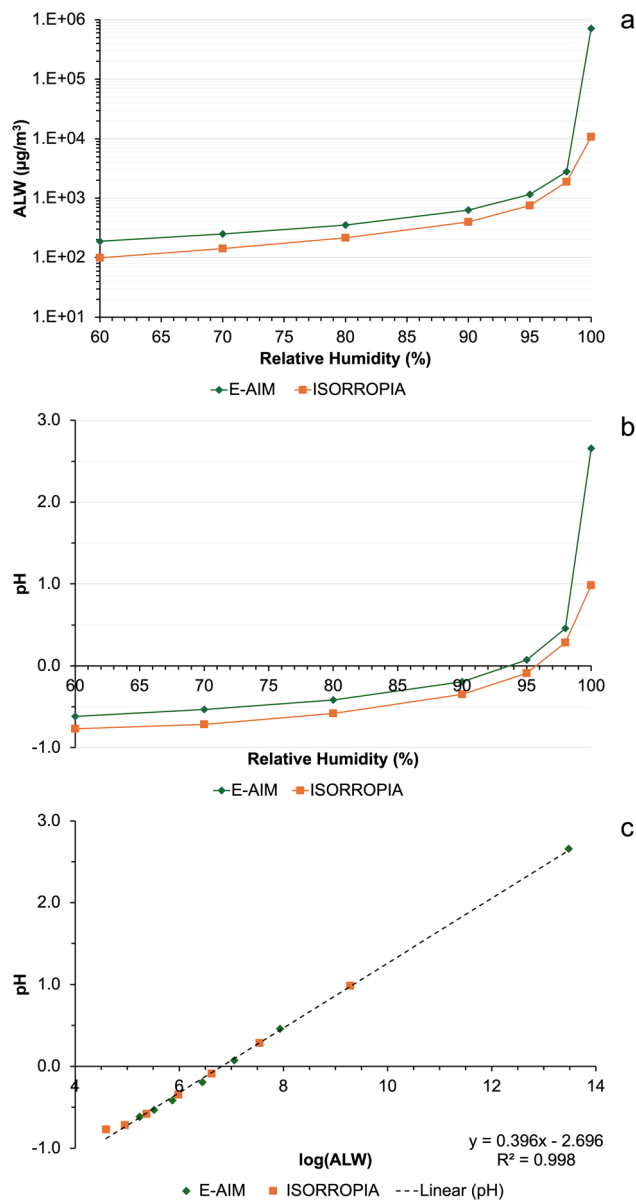 a
1.E+06
1.E+05
1.E+04
1.E+03
1.E+02
1.E+01
ALW (µg/m³)
60 65 70 75 80 85 90 95 100
Relative Humidity (%)
E-AIM ISORROPIA
b
3.0
2.0
1.0
0.0
-1.0
pH
60 65 70 75 80 85 90 95 100
Relative Humidity (%)
E-AIM ISORROPIA
c
3.0
2.0
1.0
0.0
-1.0
pH
4 6 8 10 12 14
y = 0.396x - 2.696
R² = 0.998
log(ALW)
E-AIM ISORROPIA Linear (pH)